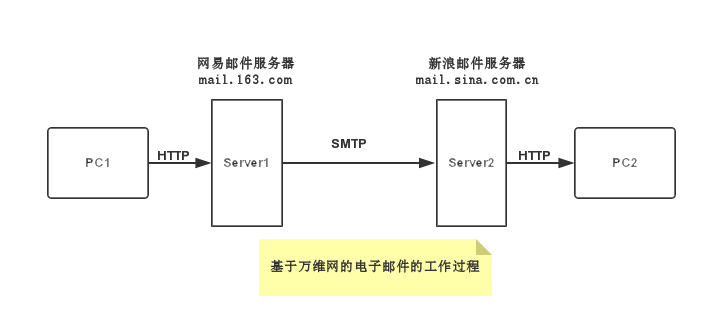 网易邮件服务器
mail.163.com
新浪邮件服务器
mail.sina.com.cn
PC1
HTTP
Server1
SMTP
Server2
HTTP
PC2
基于万维网的电子邮件的工作过程